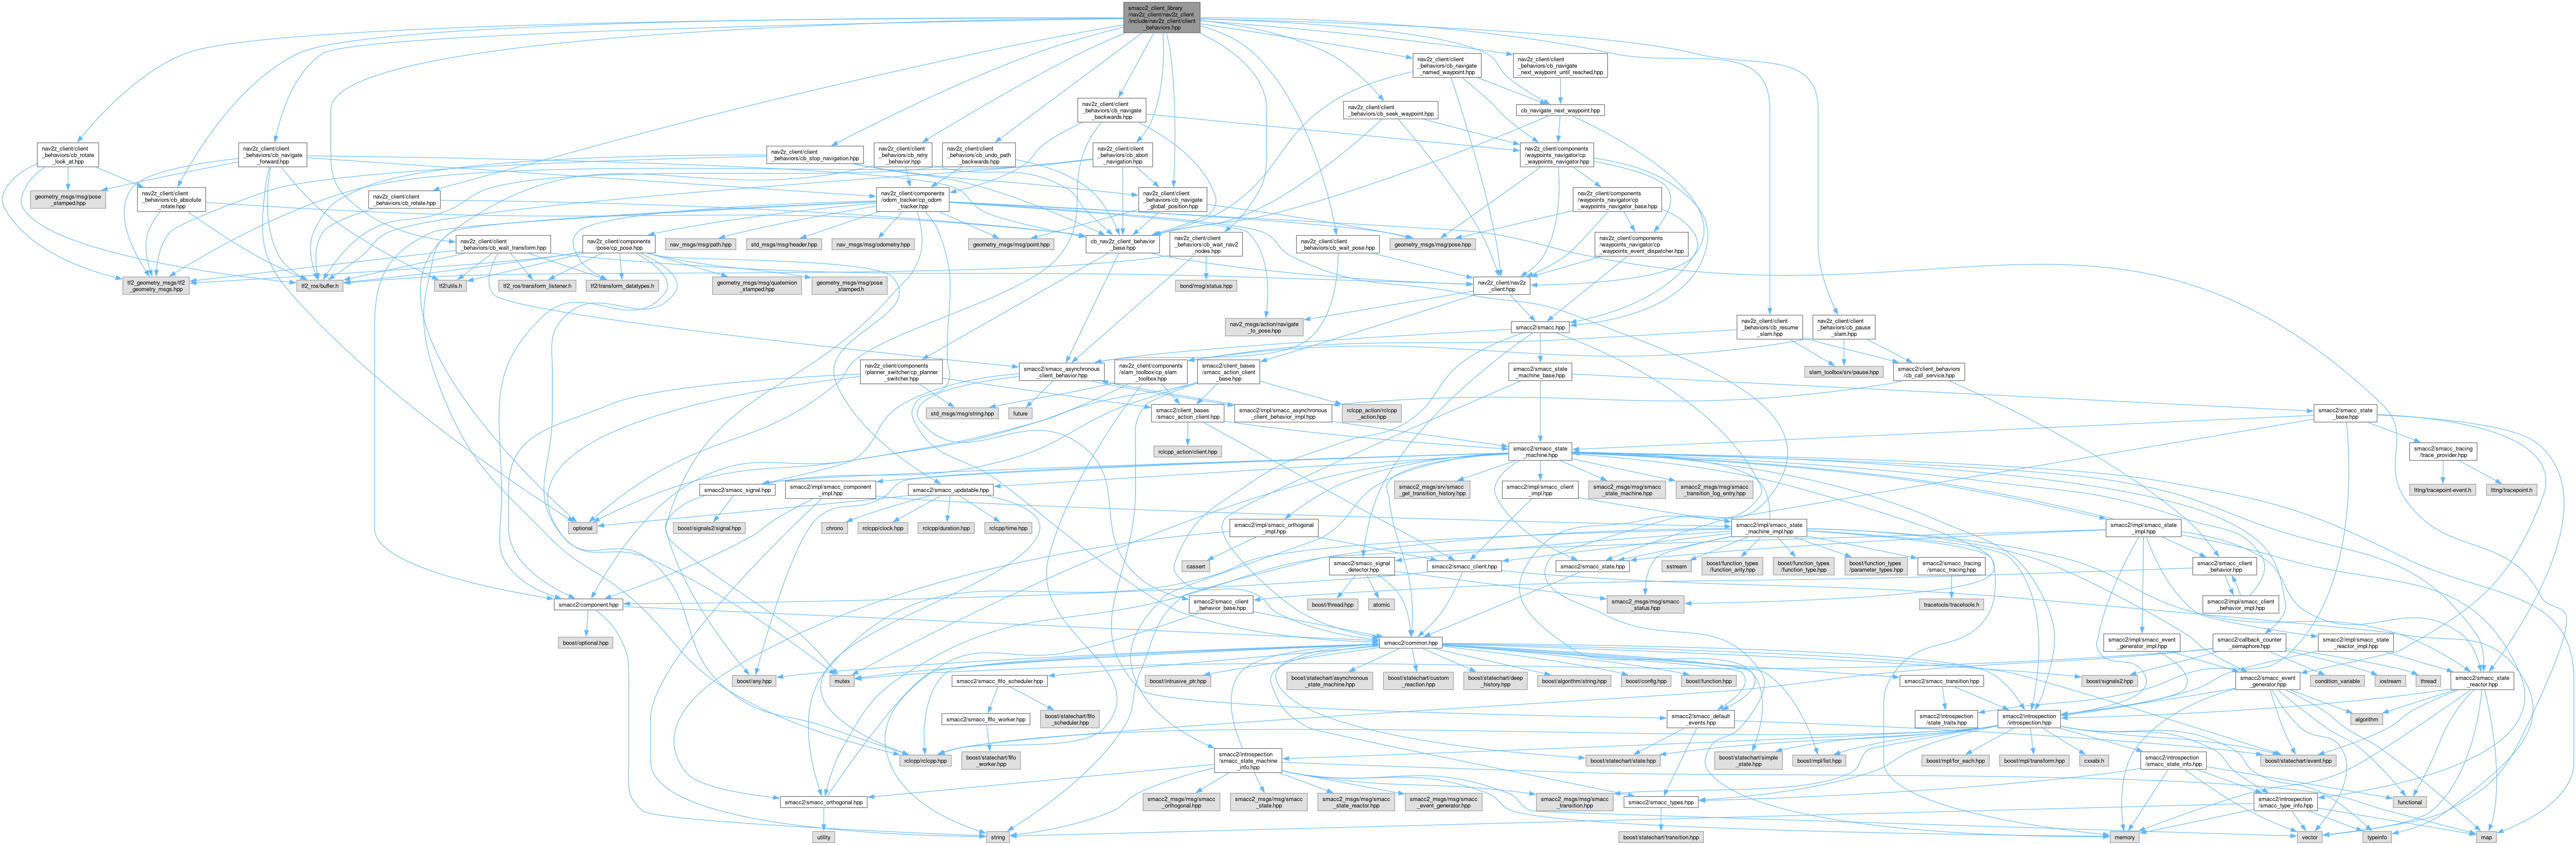 smacc2_client_library
/nav2z_client/nav2z_client
/include/nav2z_client/client
_behaviors.hpp
nav2z_client/client
_behaviors/cb_navigate
_named_waypoint.hpp
nav2z_client/client
_behaviors/cb_navigate
_next_waypoint_until_reached.hpp
nav2z_client/client
_behaviors/cb_navigate
_backwards.hpp
nav2z_client/client
_behaviors/cb_seek_waypoint.hpp
cb_navigate_next_waypoint.hpp
nav2z_client/client
_behaviors/cb_rotate
_look_at.hpp
nav2z_client/client
_behaviors/cb_navigate
_forward.hpp
nav2z_client/client
_behaviors/cb_stop_navigation.hpp
nav2z_client/client
_behaviors/cb_retry
_behavior.hpp
nav2z_client/client
_behaviors/cb_undo_path
_backwards.hpp
nav2z_client/client
_behaviors/cb_abort
_navigation.hpp
nav2z_client/components
/waypoints_navigator/cp
_waypoints_navigator.hpp
geometry_msgs/msg/pose
_stamped.hpp
nav2z_client/client
_behaviors/cb_absolute
_rotate.hpp
nav2z_client/client
_behaviors/cb_rotate.hpp
nav2z_client/components
/odom_tracker/cp_odom
_tracker.hpp
nav2z_client/client
_behaviors/cb_navigate
_global_position.hpp
nav2z_client/components
/waypoints_navigator/cp
_waypoints_navigator_base.hpp
nav2z_client/client
_behaviors/cb_wait_transform.hpp
nav2z_client/components
/pose/cp_pose.hpp
nav_msgs/msg/path.hpp
std_msgs/msg/header.hpp
nav_msgs/msg/odometry.hpp
geometry_msgs/msg/point.hpp
cb_nav2z_client_behavior
_base.hpp
nav2z_client/client
_behaviors/cb_wait_nav2
_nodes.hpp
nav2z_client/client
_behaviors/cb_wait_pose.hpp
geometry_msgs/msg/pose.hpp
nav2z_client/components
/waypoints_navigator/cp
_waypoints_event_dispatcher.hpp
tf2_geometry_msgs/tf2
_geometry_msgs.hpp
tf2_ros/buffer.h
tf2/utils.h
tf2_ros/transform_listener.h
tf2/transform_datatypes.h
geometry_msgs/msg/quaternion
_stamped.hpp
geometry_msgs/msg/pose
_stamped.h
bond/msg/status.hpp
nav2z_client/nav2z
_client.hpp
nav2_msgs/action/navigate
_to_pose.hpp
smacc2/smacc.hpp
nav2z_client/client
_behaviors/cb_resume
_slam.hpp
nav2z_client/client
_behaviors/cb_pause
_slam.hpp
nav2z_client/components
/planner_switcher/cp_planner
_switcher.hpp
smacc2/smacc_asynchronous
_client_behavior.hpp
nav2z_client/components
/slam_toolbox/cp_slam
_toolbox.hpp
smacc2/client_bases
/smacc_action_client
_base.hpp
smacc2/smacc_state
_machine_base.hpp
slam_toolbox/srv/pause.hpp
smacc2/client_behaviors
/cb_call_service.hpp
std_msgs/msg/string.hpp
future
smacc2/client_bases
/smacc_action_client.hpp
smacc2/impl/smacc_asynchronous
_client_behavior_impl.hpp
rclcpp_action/rclcpp
_action.hpp
smacc2/smacc_state
_base.hpp
rclcpp_action/client.hpp
smacc2/smacc_state
_machine.hpp
smacc2/smacc_tracing
/trace_provider.hpp
smacc2/smacc_signal.hpp
smacc2/impl/smacc_component
_impl.hpp
smacc2/smacc_updatable.hpp
smacc2_msgs/srv/smacc
_get_transition_history.hpp
smacc2/impl/smacc_client
_impl.hpp
smacc2_msgs/msg/smacc
_state_machine.hpp
smacc2_msgs/msg/smacc
_transition_log_entry.hpp
lttng/tracepoint-event.h
lttng/tracepoint.h
optional
boost/signals2/signal.hpp
chrono
rclcpp/clock.hpp
rclcpp/duration.hpp
rclcpp/time.hpp
smacc2/impl/smacc_orthogonal
_impl.hpp
smacc2/impl/smacc_state
_machine_impl.hpp
smacc2/impl/smacc_state
_impl.hpp
cassert
smacc2/smacc_signal
_detector.hpp
smacc2/smacc_client.hpp
smacc2/smacc_state.hpp
sstream
boost/function_types
/function_arity.hpp
boost/function_types
/function_type.hpp
boost/function_types
/parameter_types.hpp
smacc2/smacc_tracing
/smacc_tracing.hpp
smacc2/smacc_client
_behavior.hpp
smacc2/component.hpp
smacc2/smacc_client
_behavior_base.hpp
boost/thread.hpp
atomic
smacc2_msgs/msg/smacc
_status.hpp
tracetools/tracetools.h
smacc2/impl/smacc_client
_behavior_impl.hpp
boost/optional.hpp
smacc2/common.hpp
smacc2/impl/smacc_event
_generator_impl.hpp
smacc2/callback_counter
_semaphore.hpp
smacc2/impl/smacc_state
_reactor_impl.hpp
boost/any.hpp
mutex
smacc2/smacc_fifo_scheduler.hpp
boost/intrusive_ptr.hpp
boost/statechart/asynchronous
_state_machine.hpp
boost/statechart/custom
_reaction.hpp
boost/statechart/deep
_history.hpp
boost/algorithm/string.hpp
boost/config.hpp
boost/function.hpp
smacc2/smacc_transition.hpp
boost/signals2.hpp
smacc2/smacc_event
_generator.hpp
condition_variable
iostream
thread
smacc2/smacc_state
_reactor.hpp
smacc2/smacc_fifo_worker.hpp
boost/statechart/fifo
_scheduler.hpp
smacc2/smacc_default
_events.hpp
smacc2/introspection
/state_traits.hpp
smacc2/introspection
/introspection.hpp
algorithm
rclcpp/rclcpp.hpp
boost/statechart/fifo
_worker.hpp
smacc2/introspection
/smacc_state_machine
_info.hpp
boost/statechart/state.hpp
boost/statechart/simple
_state.hpp
boost/mpl/list.hpp
boost/mpl/for_each.hpp
boost/mpl/transform.hpp
cxxabi.h
smacc2/introspection
/smacc_state_info.hpp
boost/statechart/event.hpp
smacc2/smacc_orthogonal.hpp
smacc2_msgs/msg/smacc
_orthogonal.hpp
smacc2_msgs/msg/smacc
_state.hpp
smacc2_msgs/msg/smacc
_state_reactor.hpp
smacc2_msgs/msg/smacc
_event_generator.hpp
smacc2_msgs/msg/smacc
_transition.hpp
smacc2/smacc_types.hpp
smacc2/introspection
/smacc_type_info.hpp
functional
utility
string
boost/statechart/transition.hpp
memory
vector
typeinfo
map